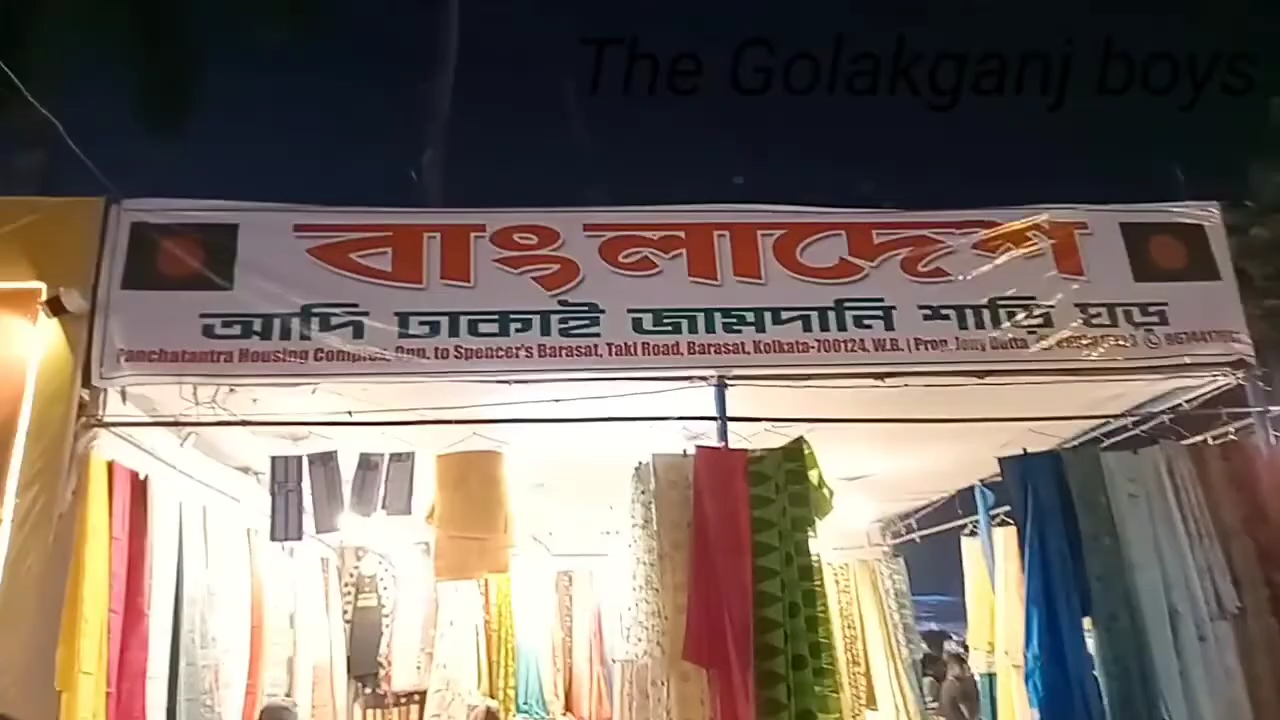 The Golakganj boys
বাংলাদেশ
আদি ঢাকাই জামদানি শাড়ি ঘড়
Panchatantra Housing Complex, Opp. to Spencer's Barasat, Taki Road, Barasat, Kolkata-700124, W.B. | Prop. Jony Dutta